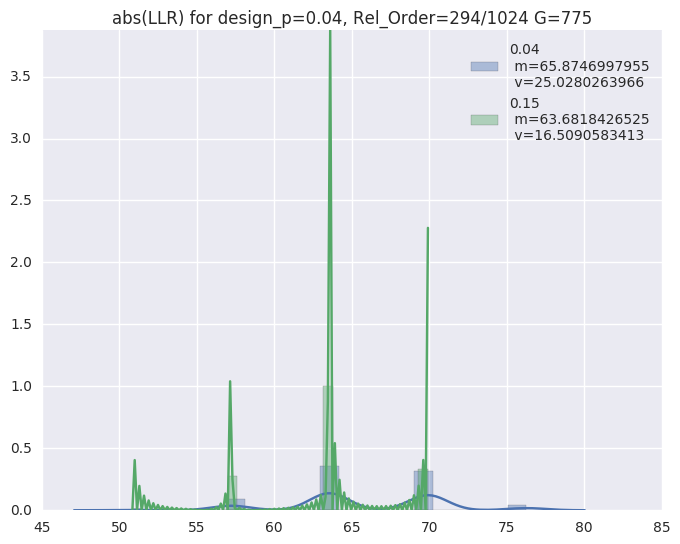 abs(LLR) for design_p=0.04, Rel_Order=294/1024 G=775
0.04
m=65.8746997955
v=25.0280263966
0.15
m=63.6818426525
v=16.5090583413
3.5
3.0
2.5
2.0
1.5
1.0
0.5
0.0
45 50 55 60 65 70 75 80 85